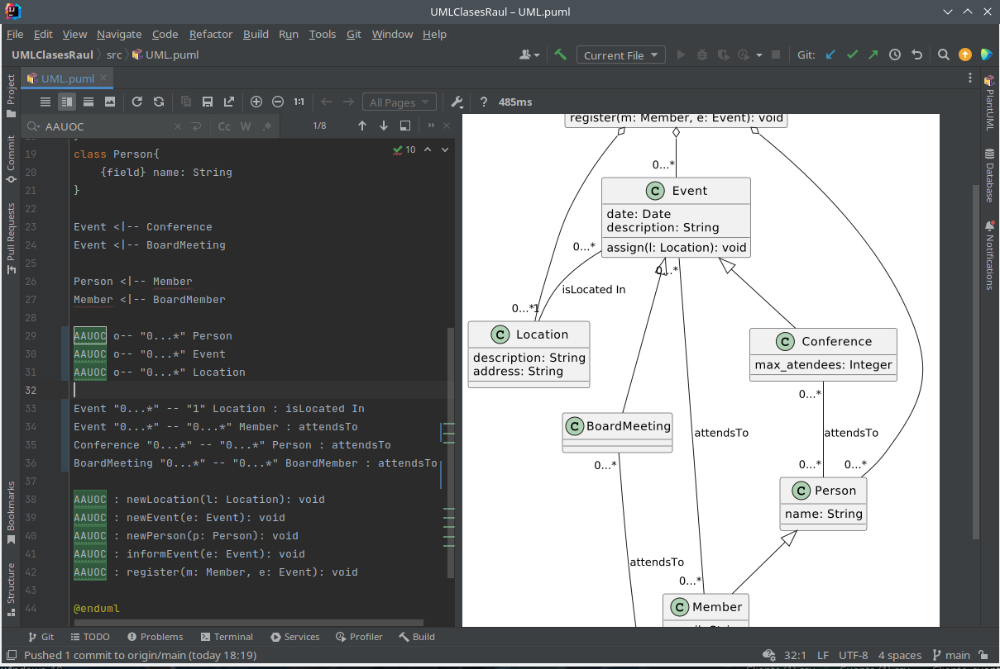 UMLClasesRaul – UML.puml
File Edit View Navigate Code Refactor Build Run Tools Git Window Help
UMLClasesRaul src UML.puml
Current File
Git:
UML.puml
1:1
All Pages
? 485ms
AAUOC
Cc W .*
1/8
10
19 class Person{
20 {field} name: String
21 }
22
23 Event <|-- Conference
24 Event <|-- BoardMeeting
25
26 Person <|-- Member
27 Member <|-- BoardMember
28
29 AAUOC o-- "0...*" Person
30 AAUOC o-- "0...*" Event
31 AAUOC o-- "0...*" Location
32
33 Event "0...*" -- "1" Location : isLocated In
34 Event "0...*" -- "0...*" Member : attendsTo
35 Conference "0...*" -- "0...*" Person : attendsTo
36 BoardMeeting "0...*" -- "0...*" BoardMember : attendsTo
37
38 AAUOC : newLocation(l: Location): void
39 AAUOC : newEvent(e: Event): void
40 AAUOC : newPerson(p: Person): void
41 AAUOC : informEvent(e: Event): void
42 AAUOC : register(m: Member, e: Event): void
43
44 @enduml
register(m: Member, e: Event): void
0...*
C Event
date: Date
description: String
assign(l: Location): void
0...*
0...*
isLocated In
0...*
1
C Location
description: String
address: String
C Conference
max_atendees: Integer
0...*
C BoardMeeting
attendsTo
attendsTo
0...*
0...*
0...*
C Person
name: String
attendsTo
0...*
C Member
Project
Commit
Pull Requests
Bookmarks
Structure
PlantUML
Database
Notifications
Git TODO Problems Terminal Services Profiler Build
Pushed 1 commit to origin/main (today 18:19)
32:1 LF UTF-8 4 spaces main